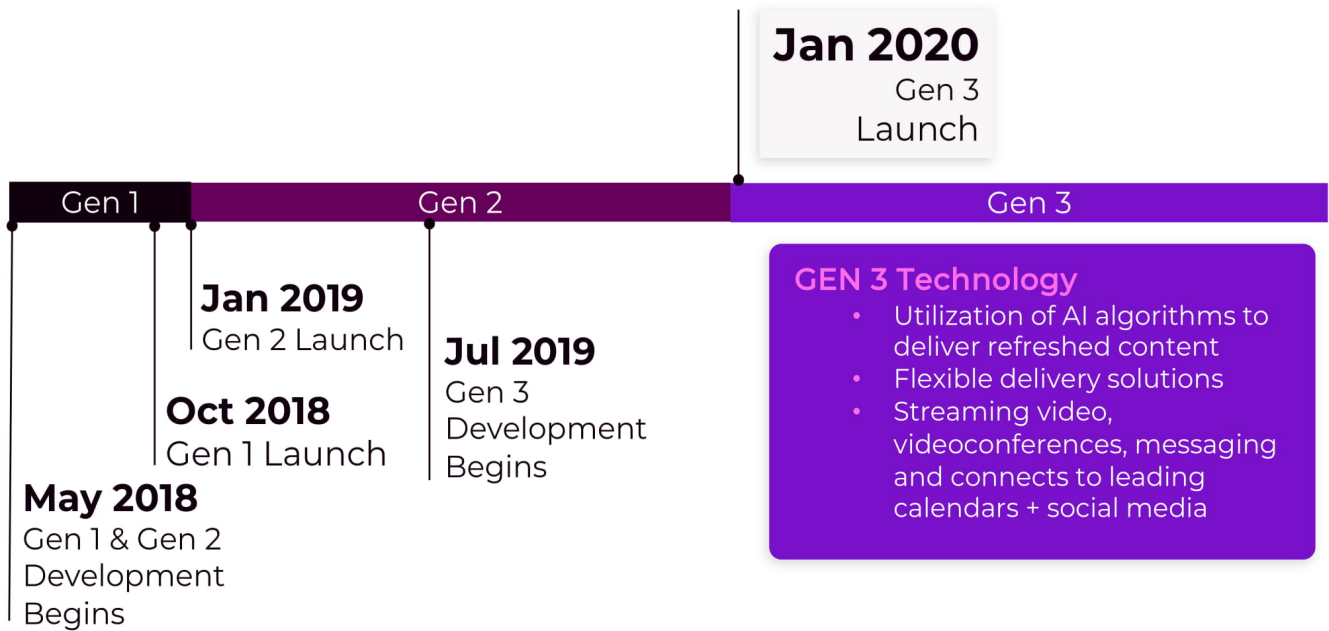 Jan 2020
Gen 3
Launch
Gen 1
Gen 2
Gen 3
Jan 2019
Gen 2 Launch
Jul 2019
Gen 3
Development
Begins
Oct 2018
Gen 1 Launch
May 2018
Gen 1 & Gen 2
Development
Begins
GEN 3 Technology
• Utilization of AI algorithms to
deliver refreshed content
• Flexible delivery solutions
• Streaming video,
videoconferences, messaging
and connects to leading
calendars + social media